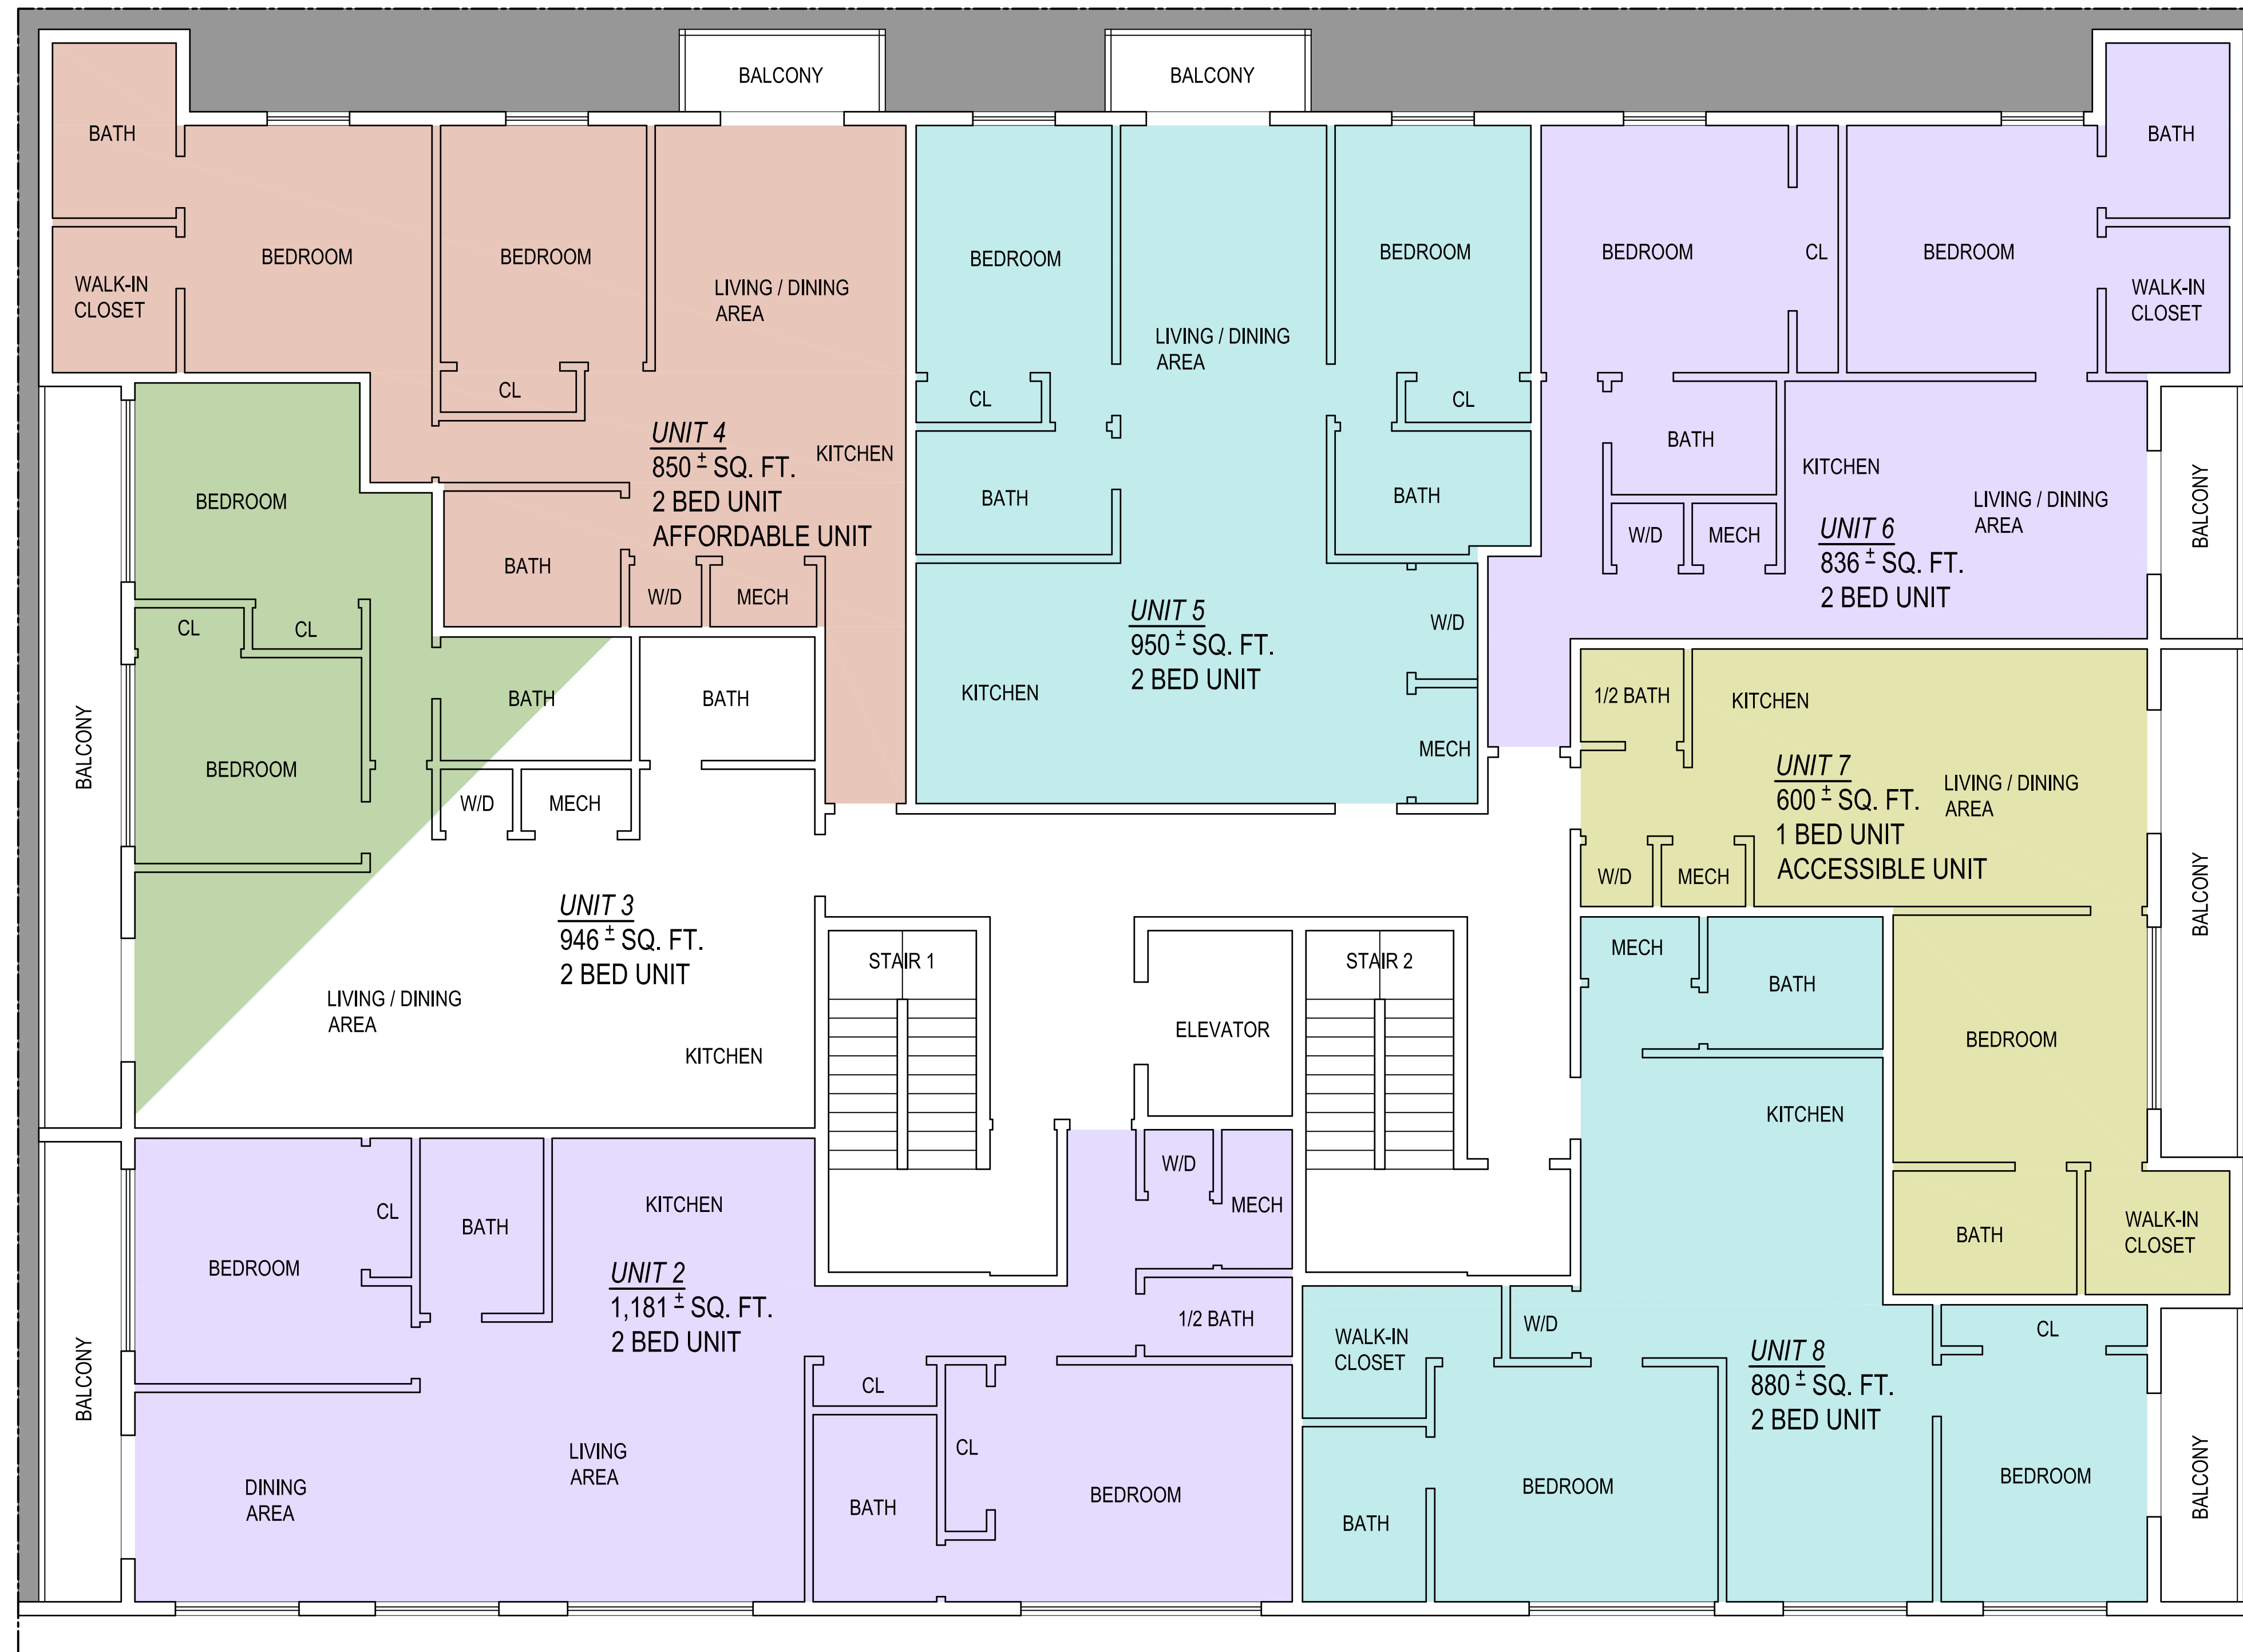 BALCONY
BALCONY
BATH
WALK-IN
CLOSET
BEDROOM
BEDROOM
CL
LIVING / DINING
AREA
KITCHEN
UNIT 4
850 ± SQ. FT.
2 BED UNIT
AFFORDABLE UNIT
BATH
W/D
MECH
BEDROOM
CL
BATH
LIVING / DINING
AREA
BEDROOM
CL
BATH
UNIT 5
950 ± SQ. FT.
2 BED UNIT
KITCHEN
W/D
MECH
BEDROOM
CL
BEDROOM
BATH
WALK-IN
CLOSET
BATH
KITCHEN
LIVING / DINING
AREA
W/D
MECH
UNIT 6
836 ± SQ. FT.
2 BED UNIT
BALCONY
BALCONY
BEDROOM
CL
CL
BEDROOM
BATH
BATH
W/D
MECH
UNIT 3
946 ± SQ. FT.
2 BED UNIT
LIVING / DINING
AREA
KITCHEN
STAIR 1
ELEVATOR
STAIR 2
1/2 BATH
KITCHEN
UNIT 7
600 ± SQ. FT.
1 BED UNIT
ACCESSIBLE UNIT
LIVING / DINING
AREA
W/D
MECH
BEDROOM
BATH
WALK-IN
CLOSET
BALCONY
BALCONY
BEDROOM
CL
BATH
KITCHEN
UNIT 2
1,181 ± SQ. FT.
2 BED UNIT
DINING
AREA
LIVING
AREA
W/D
MECH
1/2 BATH
CL
CL
BATH
BEDROOM
MECH
BATH
KITCHEN
WALK-IN
CLOSET
W/D
UNIT 8
880 ± SQ. FT.
2 BED UNIT
CL
BATH
BEDROOM
BEDROOM
BALCONY